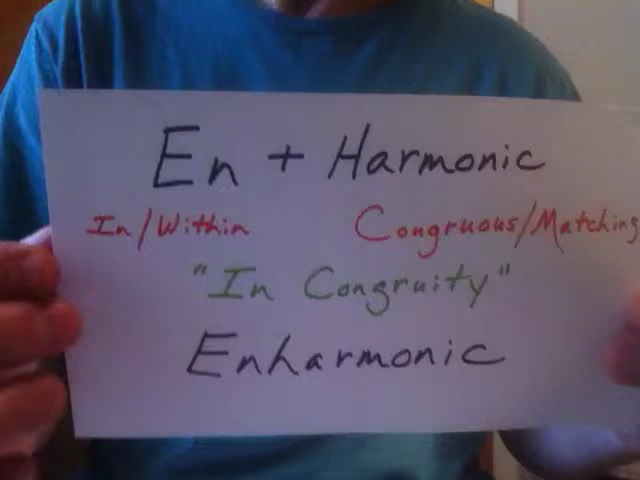 En + Harmonic
In/Within Congruous/Matching
"In Congruity"
Enharmonic